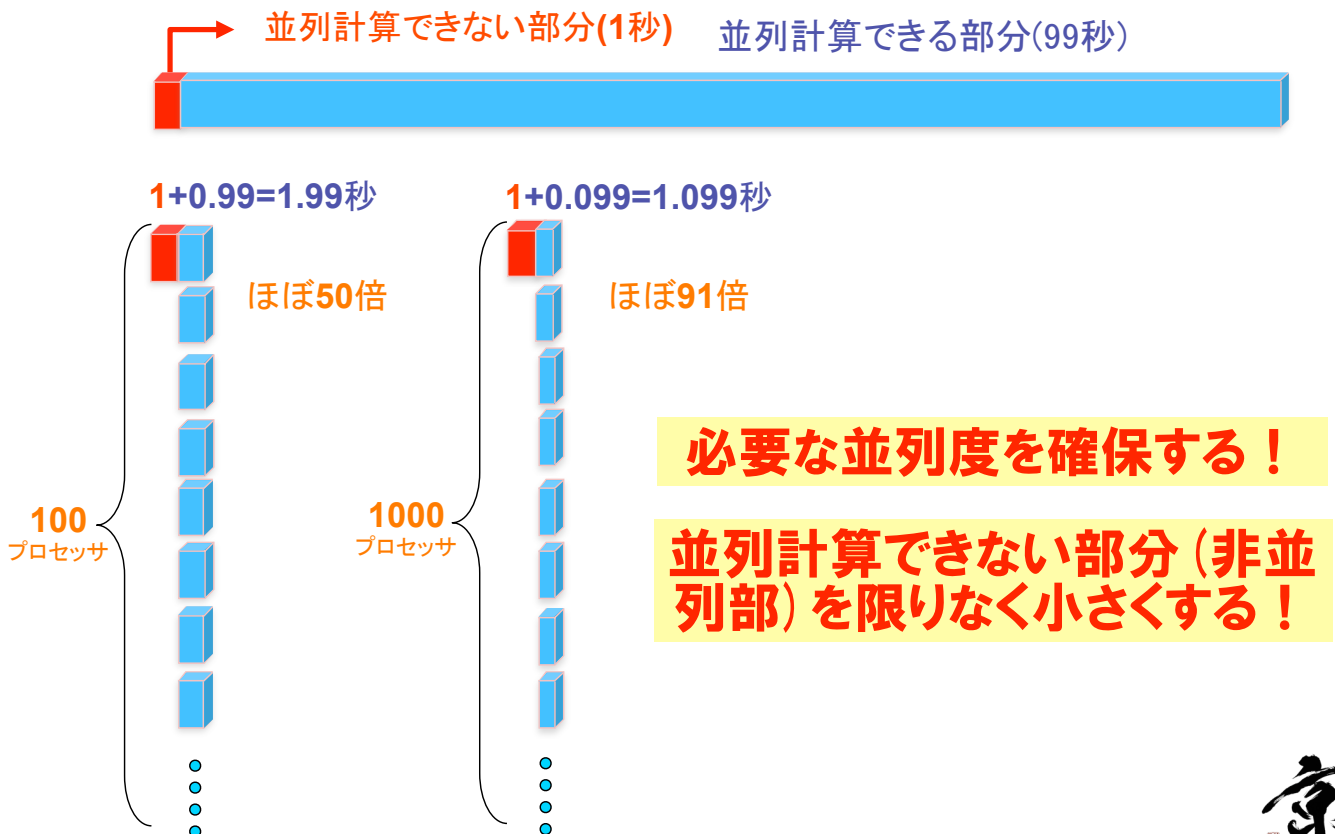 並列計算できない部分(1秒)
並列計算できる部分(99秒)
1+0.99=1.99秒
1+0.099=1.099秒
ほぼ50倍
ほぼ91倍
100
プロセッサ
1000
プロセッサ
必要な並列度を確保する！
並列計算できない部分(非並
列部)を限りなく小さくする！
京